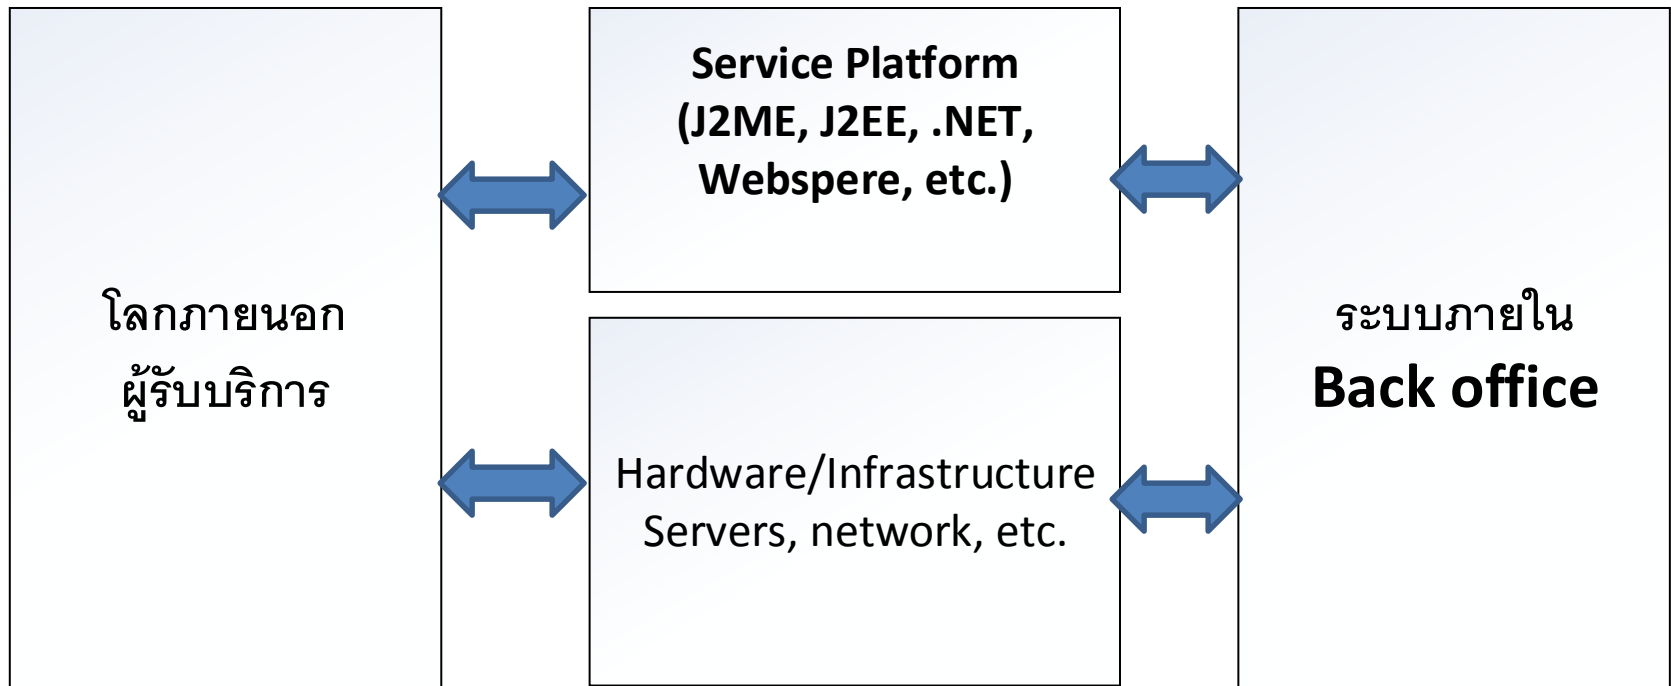 โลกภายนอก
ผู้รับบริการ
Service Platform
(J2ME, J2EE, .NET,
Webspere, etc.)
Hardware/Infrastructure
Servers, network, etc.
ระบบภายใน
Back office